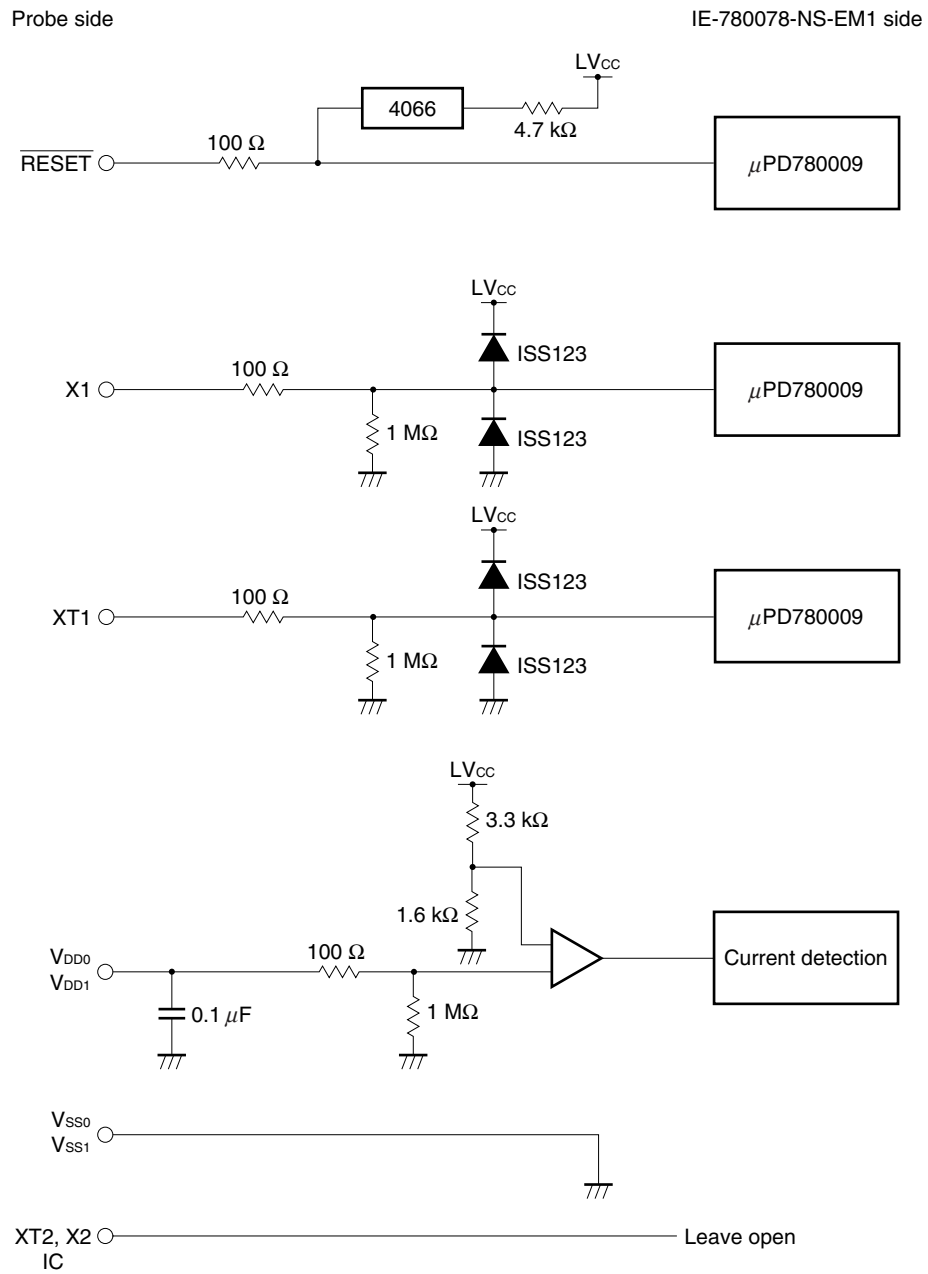 Probe side
IE-780078-NS-EM1 side
LVCC
4066
4.7 kΩ
100 Ω
RESET
μPD780009
LVCC
ISS123
100 Ω
X1
μPD780009
1 MΩ
ISS123
LVCC
ISS123
100 Ω
XT1
μPD780009
1 MΩ
ISS123
LVCC
3.3 kΩ
1.6 kΩ
100 Ω
VDD0
VDD1
Current detection
0.1 μF
1 MΩ
VSS0
VSS1
XT2, X2
IC
Leave open